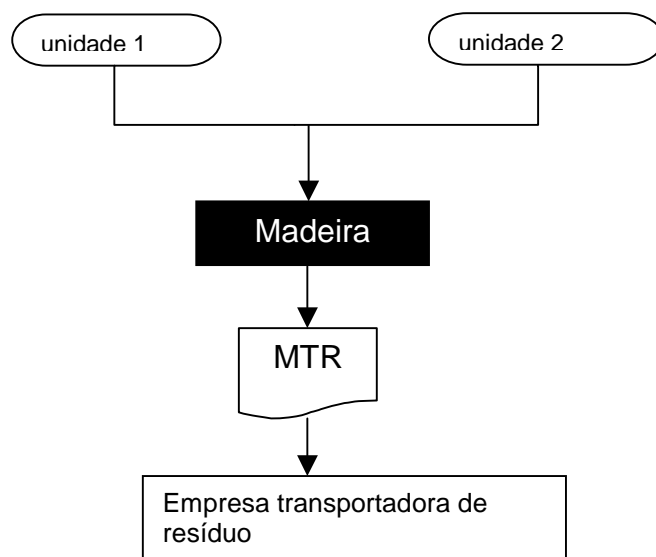 unidade 1
unidade 2
Madeira
MTR
Empresa transportadora de
resíduo